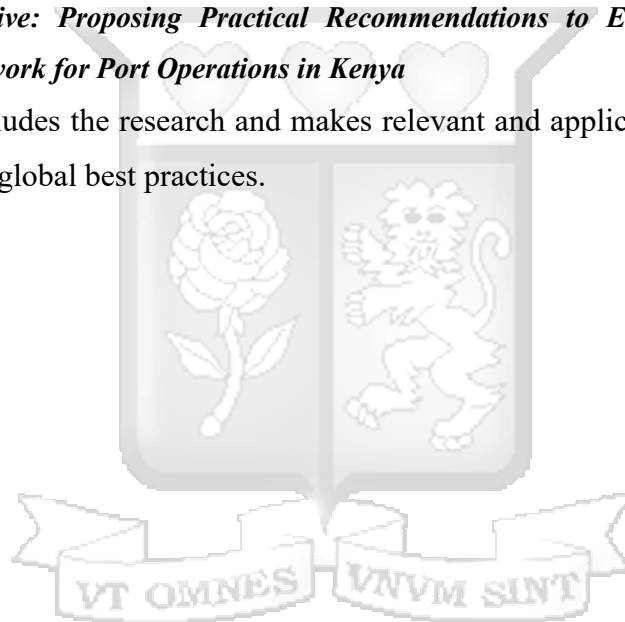 ive: Proposing Practical Recommendations to E
work for Port Operations in Kenya
ludes the research and makes relevant and applic
global best practices.
VT OMNES VNVM SINT